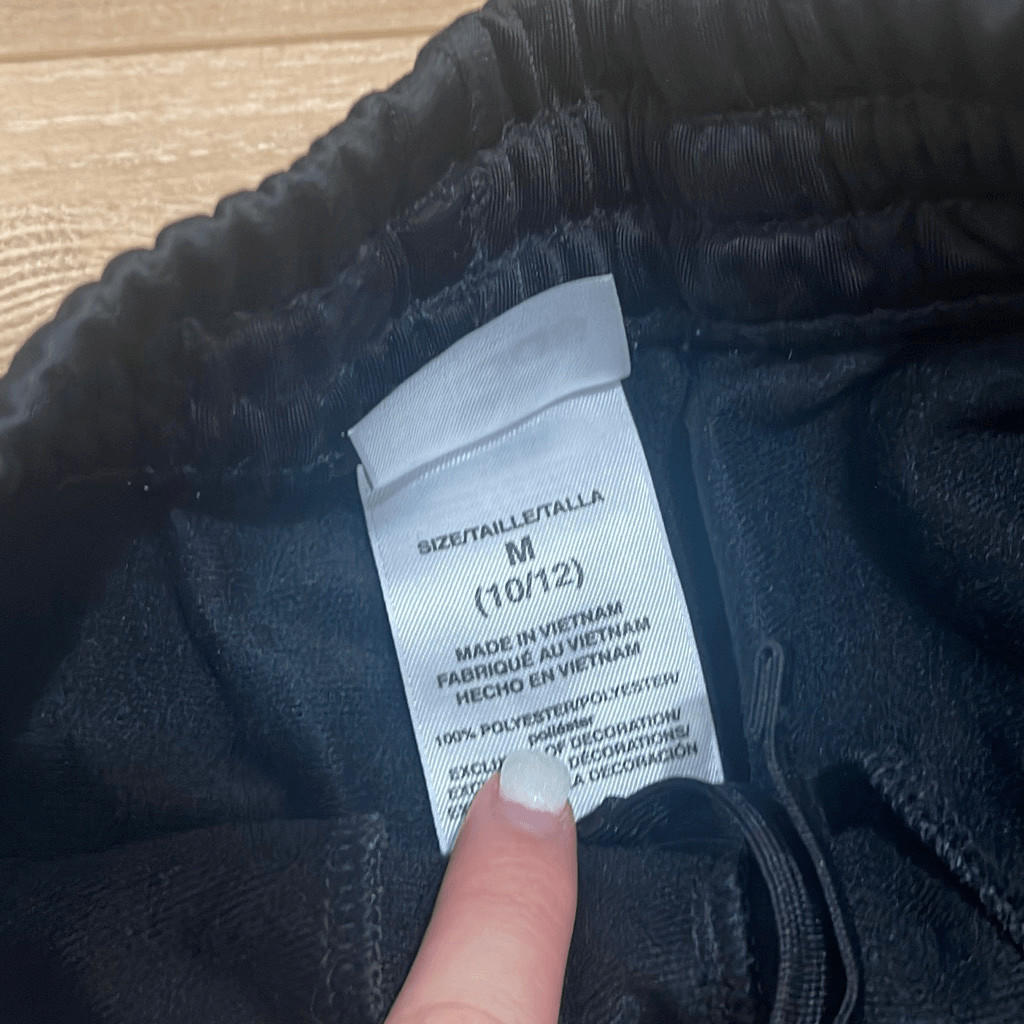 SIZE/TAILLE/TALLA
M
(10/12)
MADE IN VIETNAM
FABRIQUÉ AU VIETNAM
HECHO EN VIETNAM
100% POLYESTER/POLYESTER/
poliéster
OF DECORATION/
DÉCORATIONS/
LA DECORACIÓN